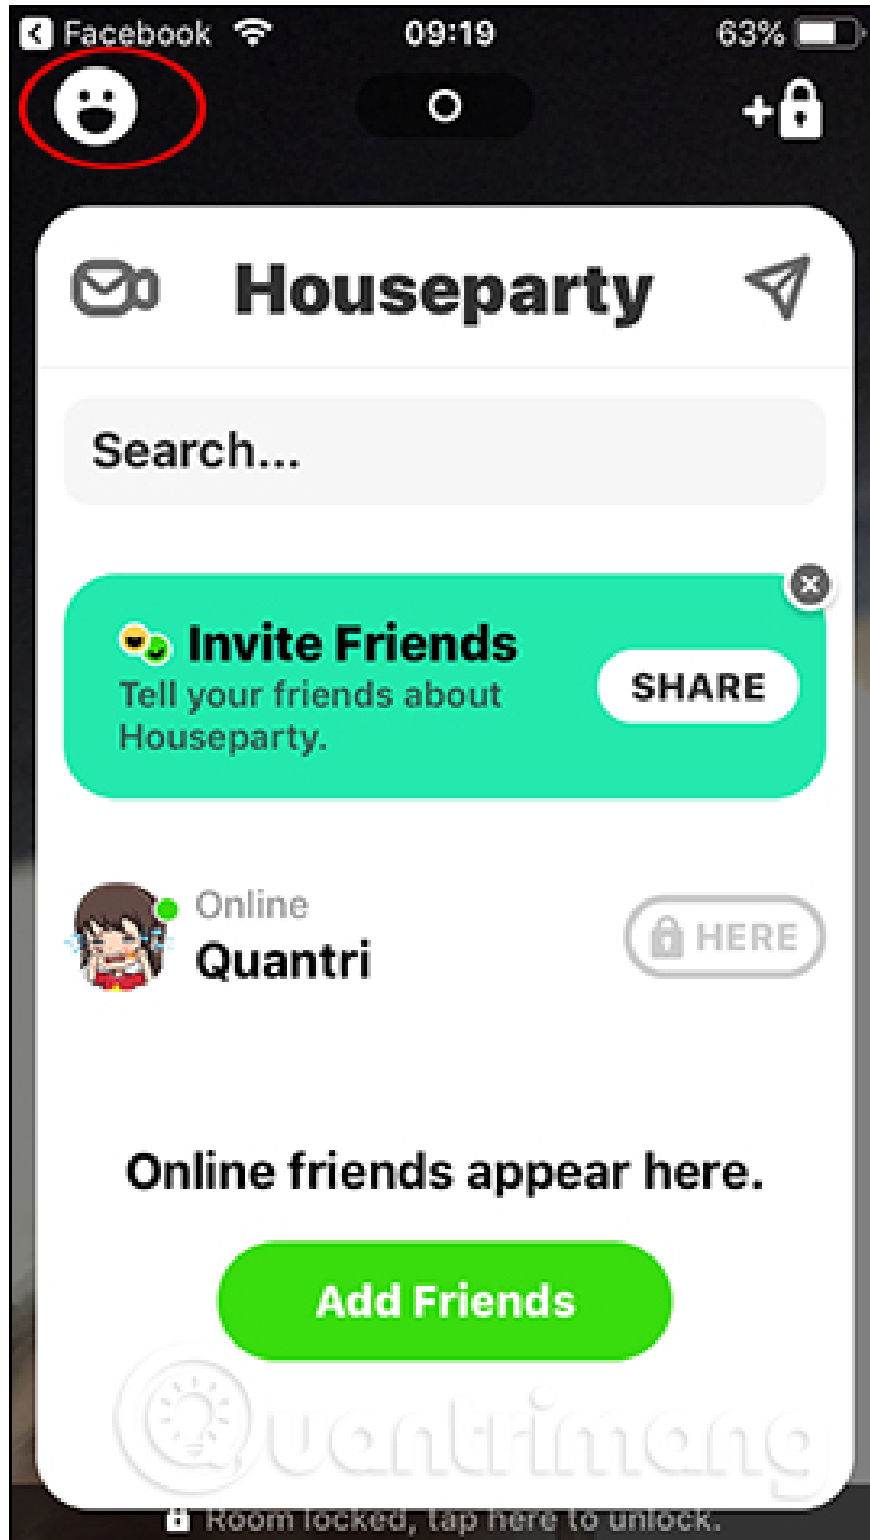 Facebook 09:19 63%
Houseparty
Search...
Invite Friends
Tell your friends about
Houseparty.
SHARE
Online
Quantri
HERE
Online friends appear here.
Add Friends
Quantrimang
Room locked, tap here to unlock.